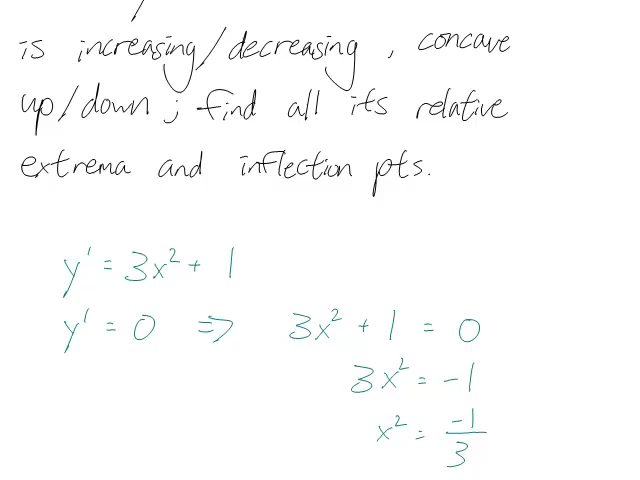 is increasing/decreasing, concave
up/down; find all its relative
extrema and inflection pts.
y' = 3x² + 1
y' = 0 ⇒ 3x² + 1 = 0
3x² = -1
x² = -1/3